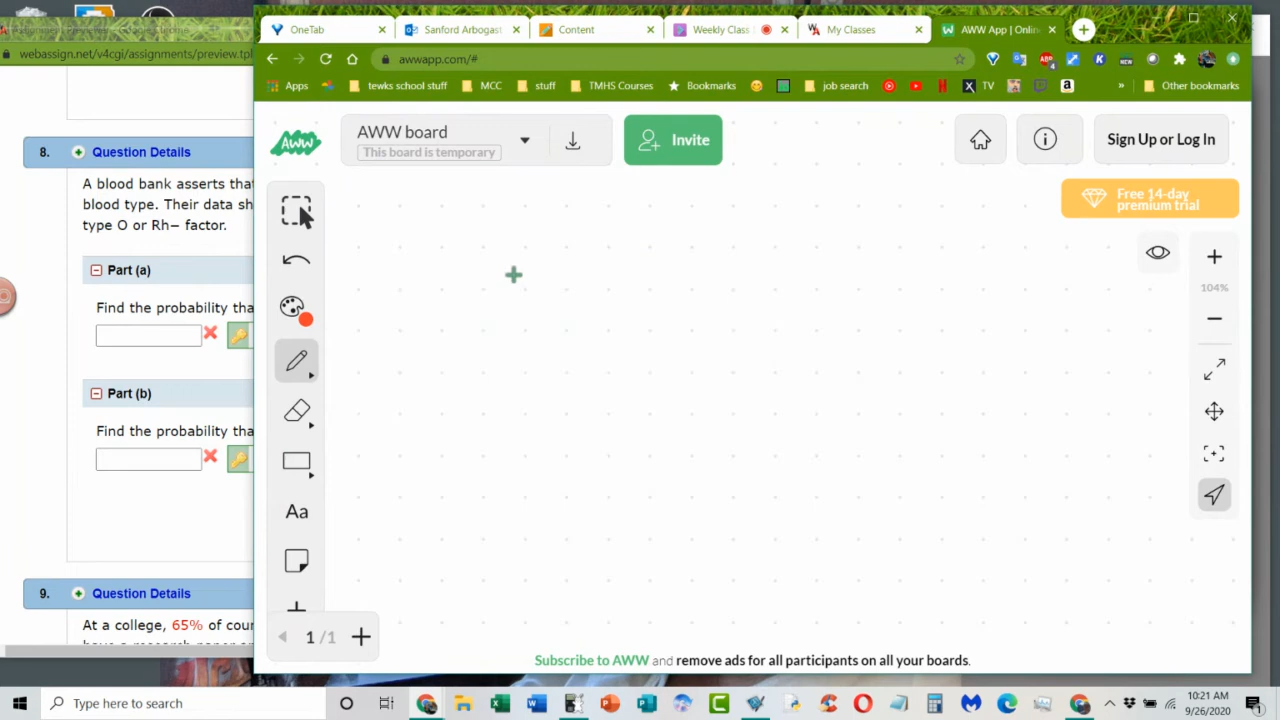 OneTab
Sanford Arbogast
Content
Weekly Class
My Classes
AWW App | Onlin
webassign.net/v4cgi/assignments/preview.tpl
awwapp.com/#
Apps
tewks school stuff
MCC
stuff
TMHS Courses
Bookmarks
job search
TV
»
Other bookmarks
AWW
AWW board
This board is temporary
Invite
Sign Up or Log In
Free 14-day
premium trial
104%
8. Question Details
A blood bank asserts that
blood type. Their data sh
type O or Rh− factor.
Part (a)
Find the probability tha
Part (b)
Find the probability tha
9. Question Details
At a college, 65% of cour
Aa
1 / 1
Subscribe to AWW and remove ads for all participants on all your boards.
Type here to search
10:21 AM
9/26/2020